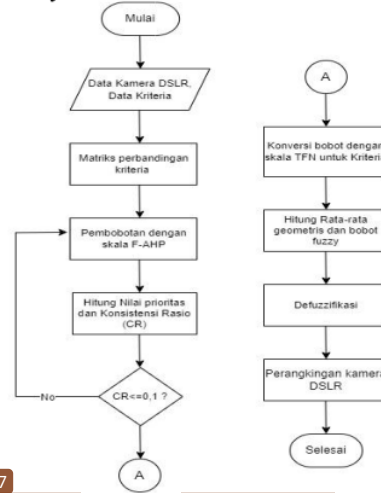 Mulai
Data Kamera DSLR,
Data Kriteria
Matriks perbandingan
kriteria
Pembobotan dengan
skala F-AHP
Hitung Nilai prioritas
dan Konsistensi Rasio
(CR)
No
CR<=0,1 ?
A
A
Konversi bobot dengan
skala TFN untuk
Hitung Rata-rata
geometris dan bobot
fuzzy
Defuzzifikasi
Perangkingan kamera
DSLR
Selesai
7